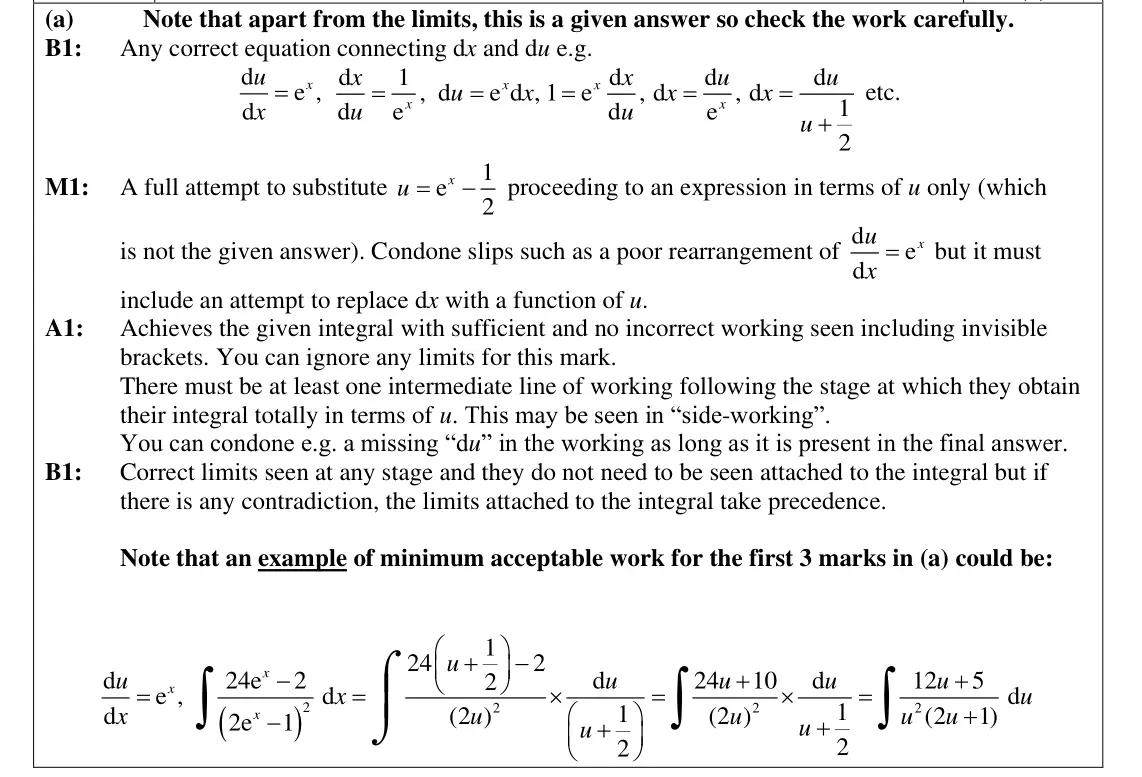 (a) Note that apart from the limits, this is a given answer so check the work carefully.
B1: Any correct equation connecting dx and du e.g.
du/dx = eˣ, dx/du = 1/eˣ, du = eˣdx, 1 = eˣ dx/du, dx = du/eˣ, dx = du/(u + 1/2) etc.
M1: A full attempt to substitute u = eˣ − 1/2 proceeding to an expression in terms of u only (which
is not the given answer). Condone slips such as a poor rearrangement of du/dx = eˣ but it must
include an attempt to replace dx with a function of u.
A1: Achieves the given integral with sufficient and no incorrect working seen including invisible
brackets. You can ignore any limits for this mark.
There must be at least one intermediate line of working following the stage at which they obtain
their integral totally in terms of u. This may be seen in “side-working”.
You can condone e.g. a missing “du” in the working as long as it is present in the final answer.
B1: Correct limits seen at any stage and they do not need to be seen attached to the integral but if
there is any contradiction, the limits attached to the integral take precedence.
Note that an example of minimum acceptable work for the first 3 marks in (a) could be:
du/dx = eˣ, ∫ (24eˣ − 2)/(2eˣ − 1)² dx = ∫ (24(u + 1/2) − 2)/(2u)² × du/(u + 1/2) = ∫ (24u + 10)/(2u)² × du/(u + 1/2) = ∫ (12u + 5)/(u²(2u + 1)) du